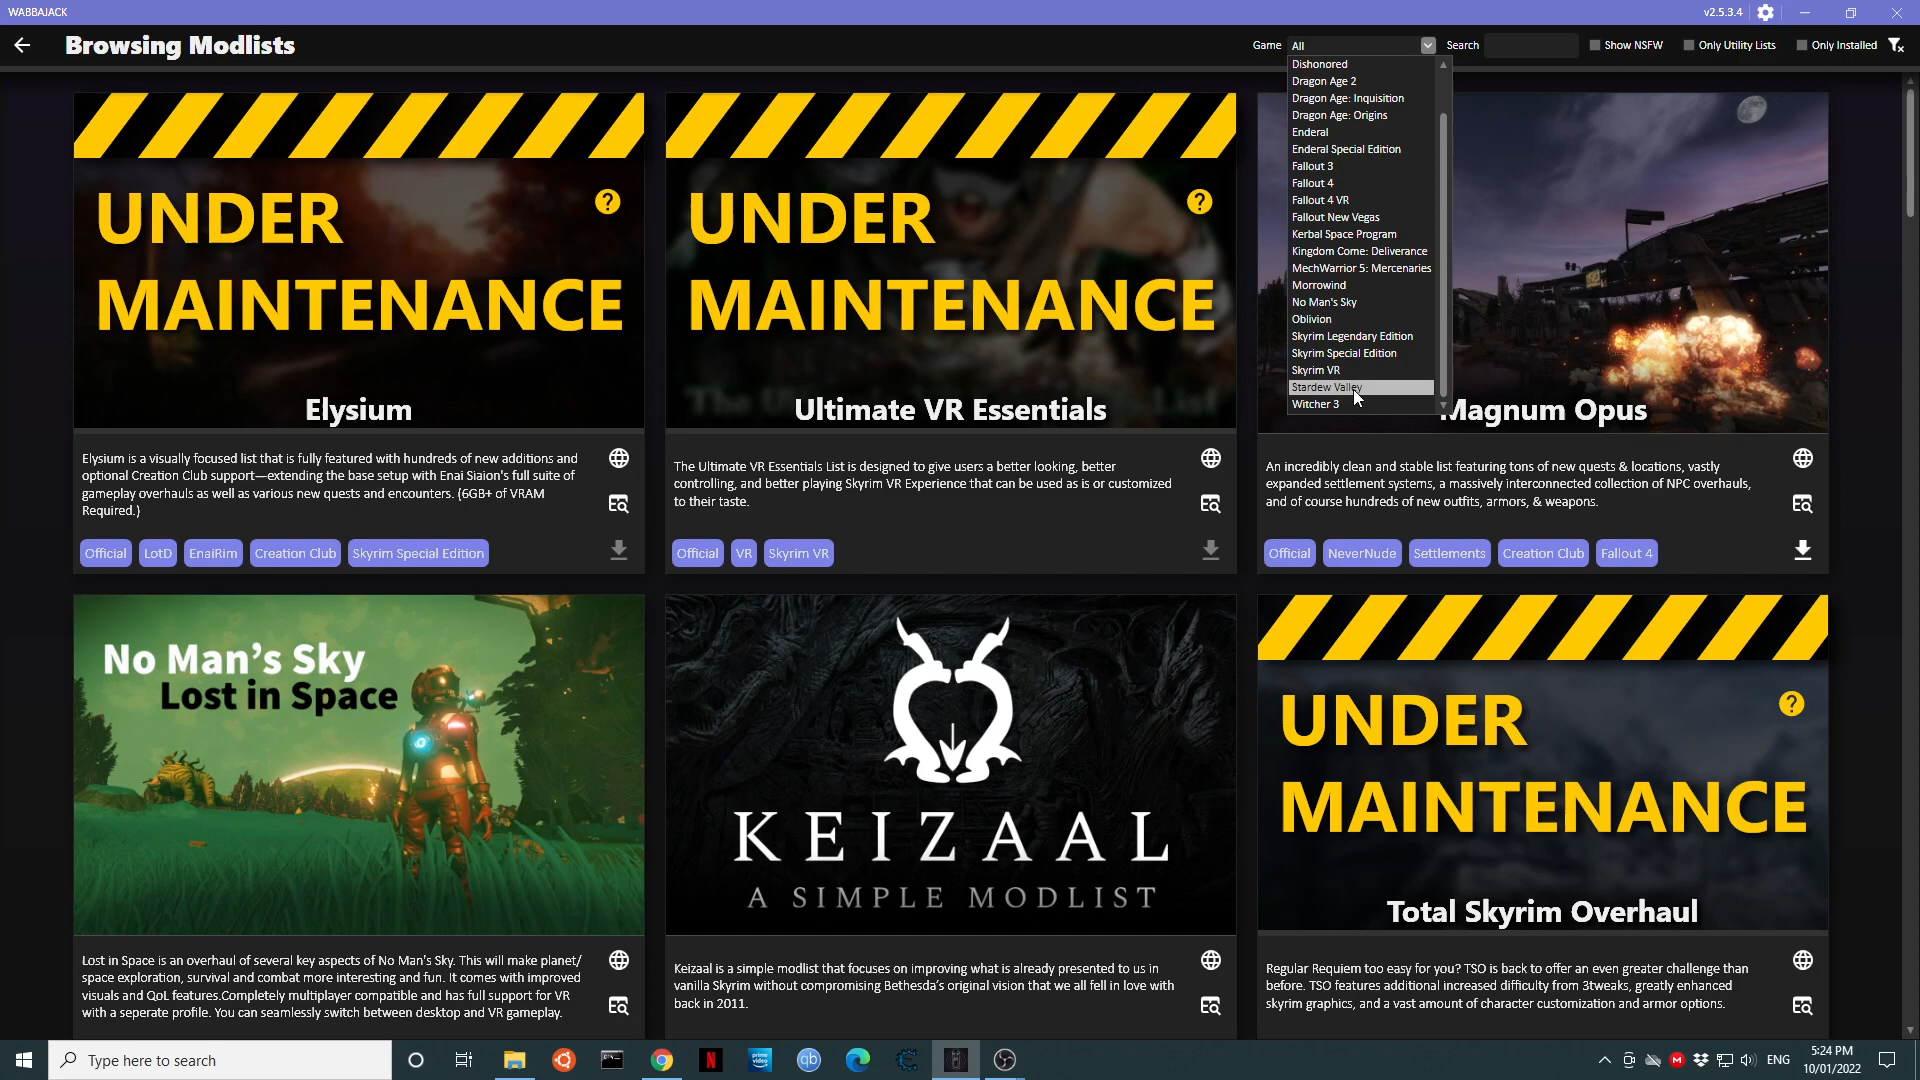 WABBAJACK
v2.5.3.4
Browsing Modlists
Game
All
Search
Show NSFW
Only Utility Lists
Only Installed
Dishonored
Dragon Age 2
Dragon Age: Inquisition
Dragon Age: Origins
Enderal
Enderal Special Edition
Fallout 3
Fallout 4
Fallout 4 VR
Fallout New Vegas
Kerbal Space Program
Kingdom Come: Deliverance
MechWarrior 5: Mercenaries
Morrowind
No Man's Sky
Oblivion
Skyrim Legendary Edition
Skyrim Special Edition
Skyrim VR
Stardew Valley
Witcher 3
UNDER
MAINTENANCE
Elysium
Elysium is a visually focused list that is fully featured with hundreds of new additions and
optional Creation Club support—extending the base setup with Enai Siaion's full suite of
gameplay overhauls as well as various new quests and encounters. (6GB+ of VRAM
Required.)
Official
LotD
EnaiRim
Creation Club
Skyrim Special Edition
UNDER
MAINTENANCE
Ultimate VR Essentials
The Ultimate VR Essentials List is designed to give users a better looking, better
controlling, and better playing Skyrim VR Experience that can be used as is or customized
to their taste.
Official
VR
Skyrim VR
Magnum Opus
An incredibly clean and stable list featuring tons of new quests & locations, vastly
expanded settlement systems, a massively interconnected collection of NPC overhauls,
and of course hundreds of new outfits, armors, & weapons.
Official
NeverNude
Settlements
Creation Club
Fallout 4
No Man's Sky
Lost in Space
Lost in Space is an overhaul of several key aspects of No Man's Sky. This will make planet/
space exploration, survival and combat more interesting and fun. It comes with improved
visuals and QoL features.Completely multiplayer compatible and has full support for VR
with a seperate profile. You can seamlessly switch between desktop and VR gameplay.
KEIZAAL
A SIMPLE MODLIST
Keizaal is a simple modlist that focuses on improving what is already presented to us in
vanilla Skyrim without compromising Bethesda's original vision that we all fell in love with
back in 2011.
UNDER
MAINTENANCE
Total Skyrim Overhaul
Regular Requiem too easy for you? TSO is back to offer an even greater challenge than
before. TSO features additional increased difficulty from 3tweaks, greatly enhanced
skyrim graphics, and a vast amount of character customization and armor options.
Type here to search
N
prime video
qb
M
ENG
5:24 PM
10/01/2022